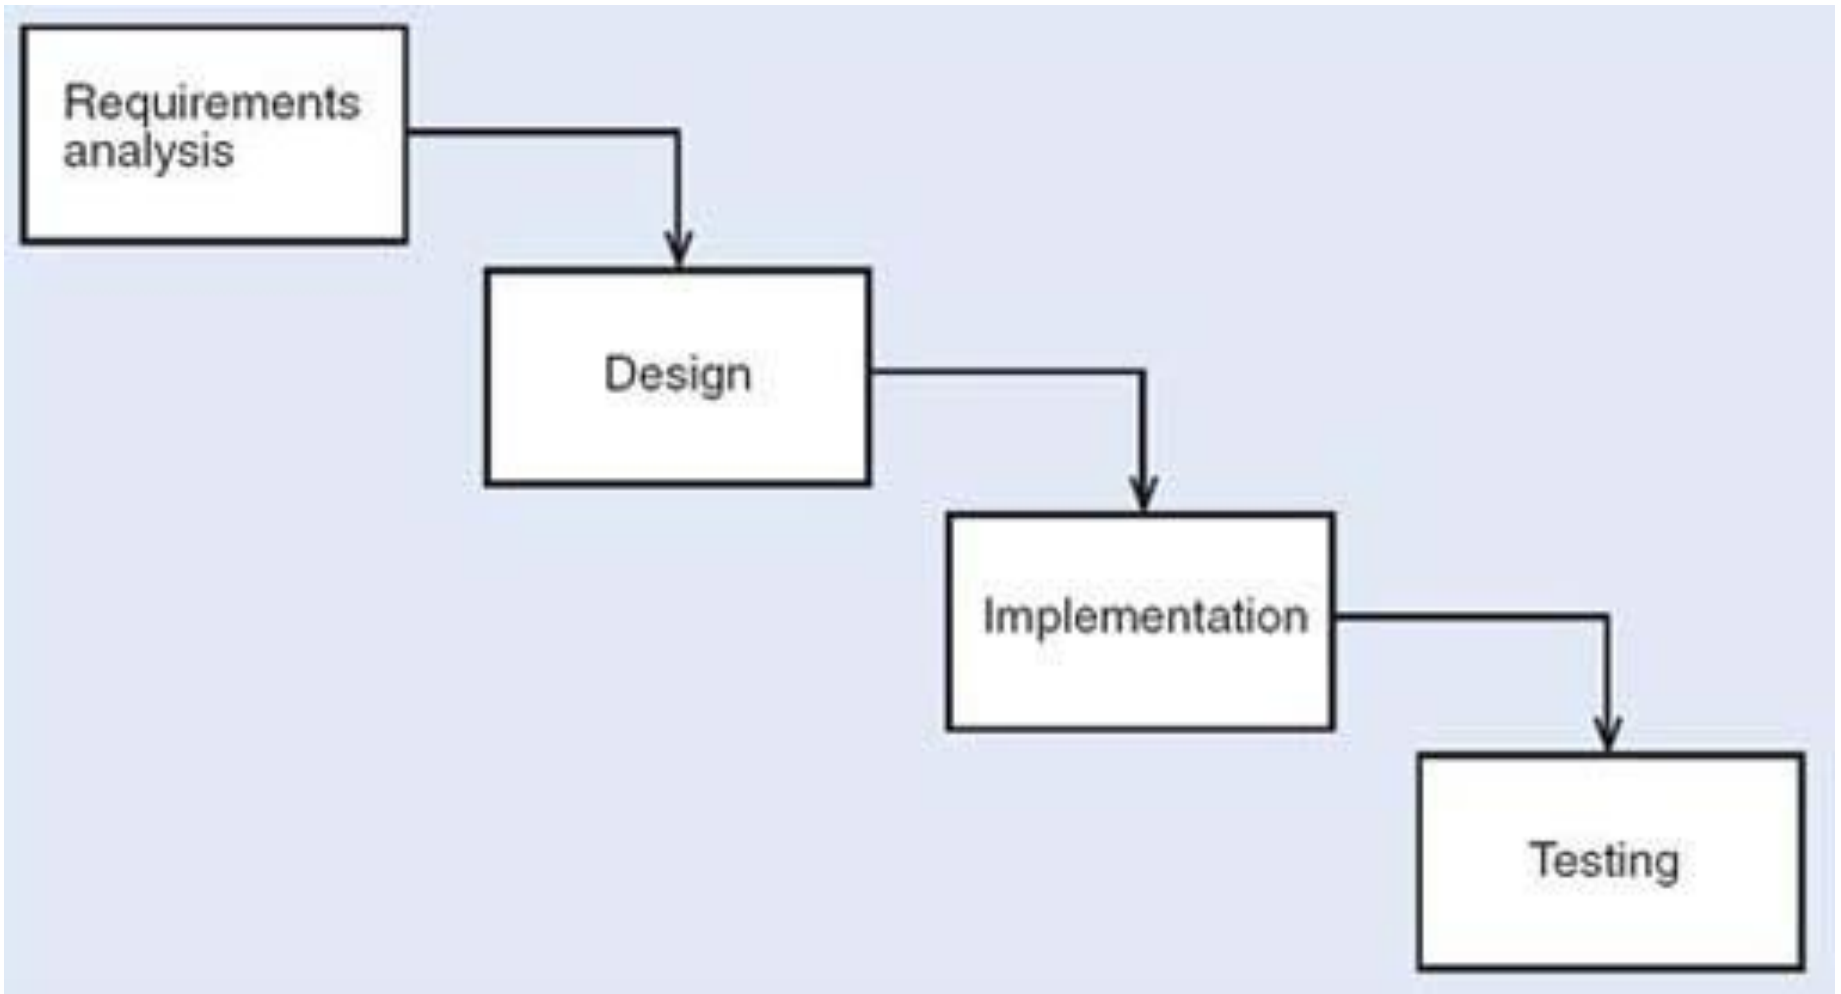 Requirements
analysis
Design
Implementation
Testing